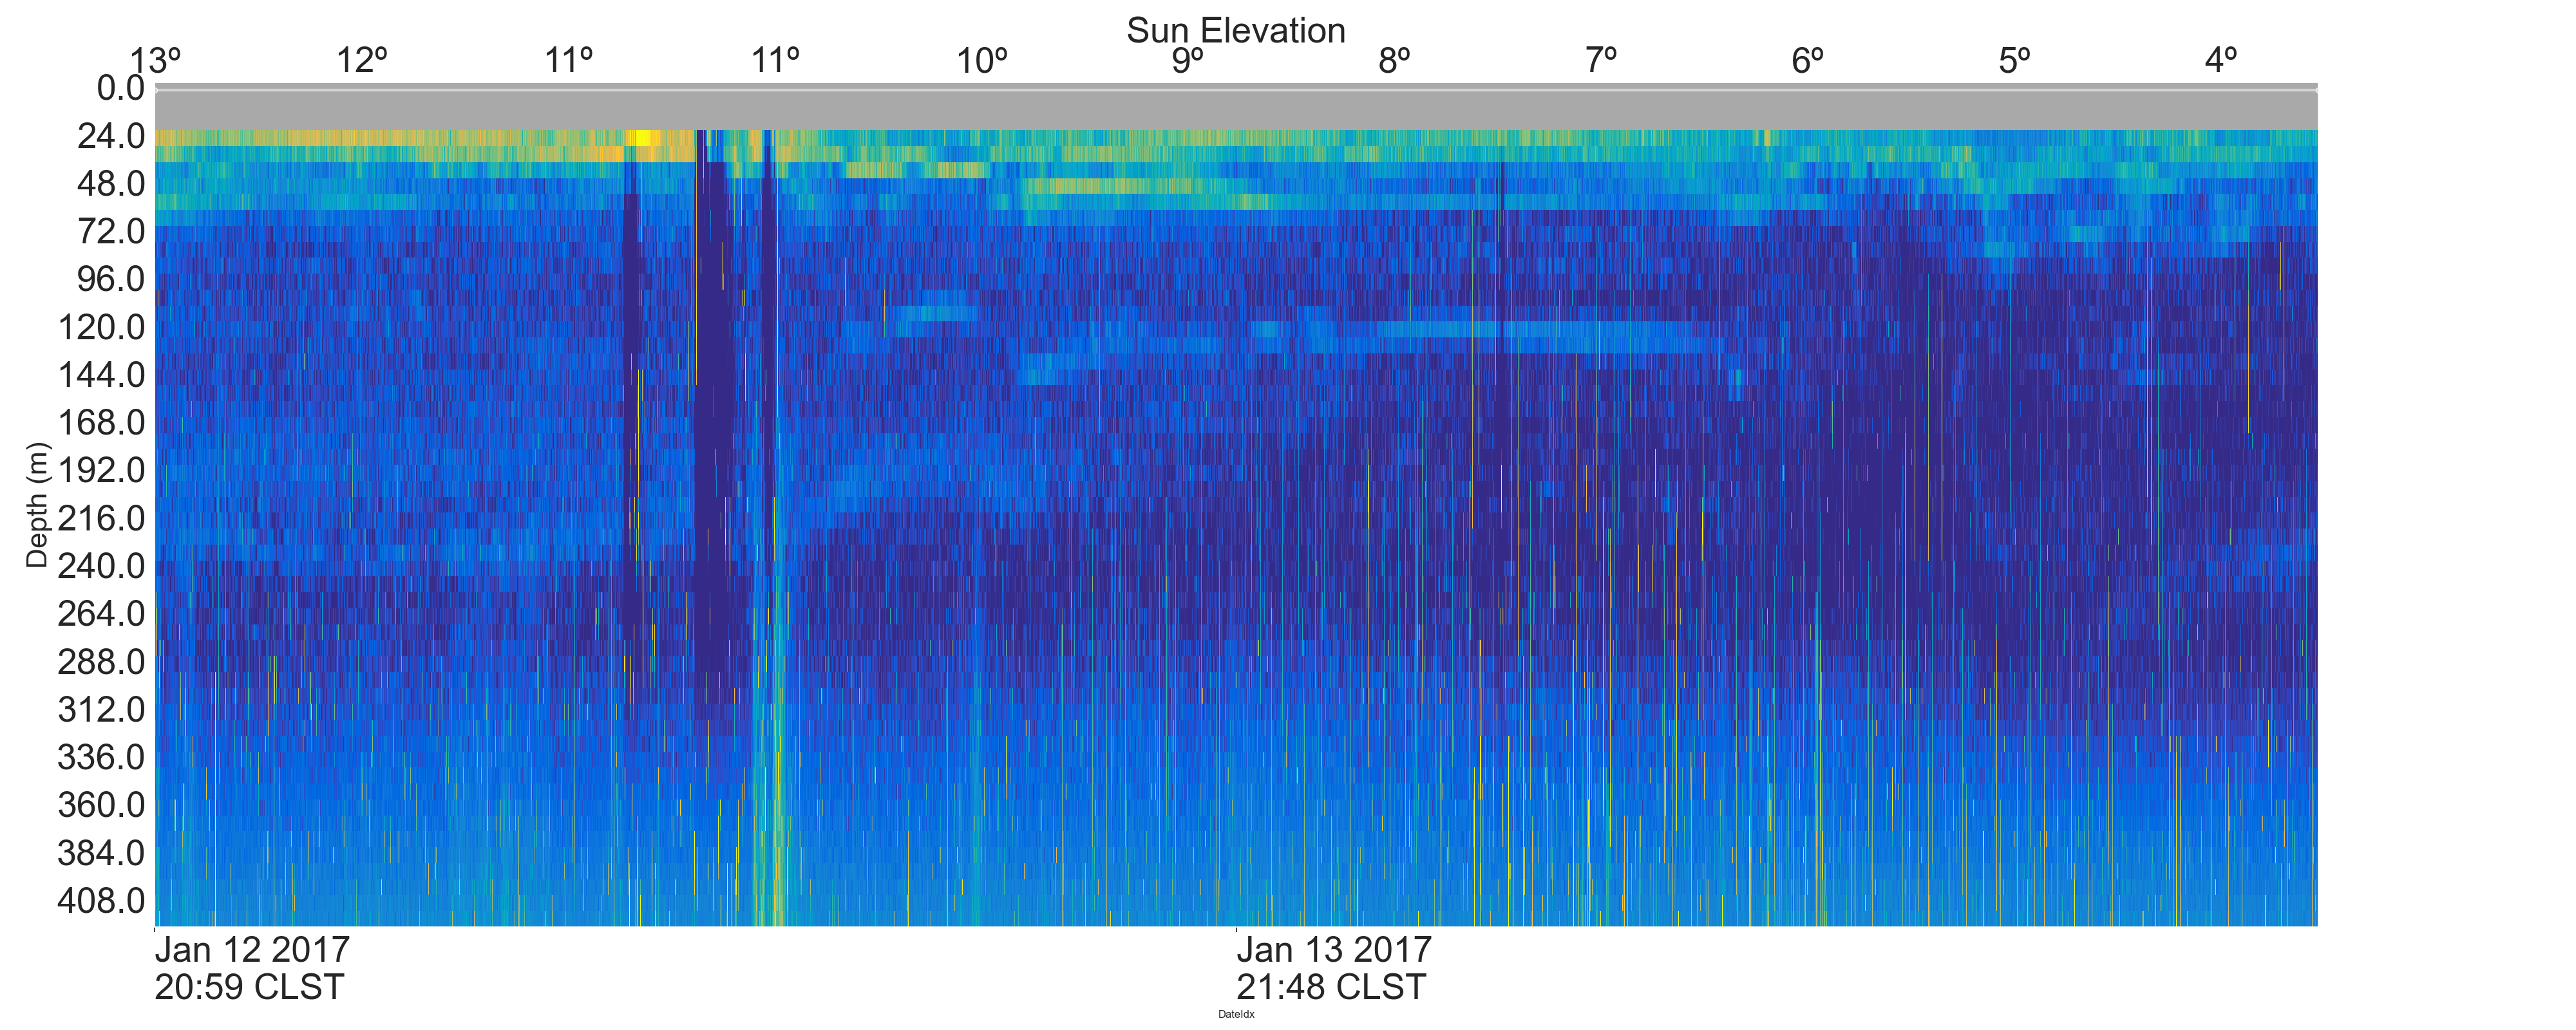 Sun Elevation
13º 12º 11º 11º 10º 9º 8º 7º 6º 5º 4º
0.0
24.0
48.0
72.0
96.0
120.0
144.0
168.0
192.0
216.0
240.0
264.0
288.0
312.0
336.0
360.0
384.0
408.0
Depth (m)
Jan 12 2017
20:59 CLST
Jan 13 2017
21:48 CLST
DateIdx